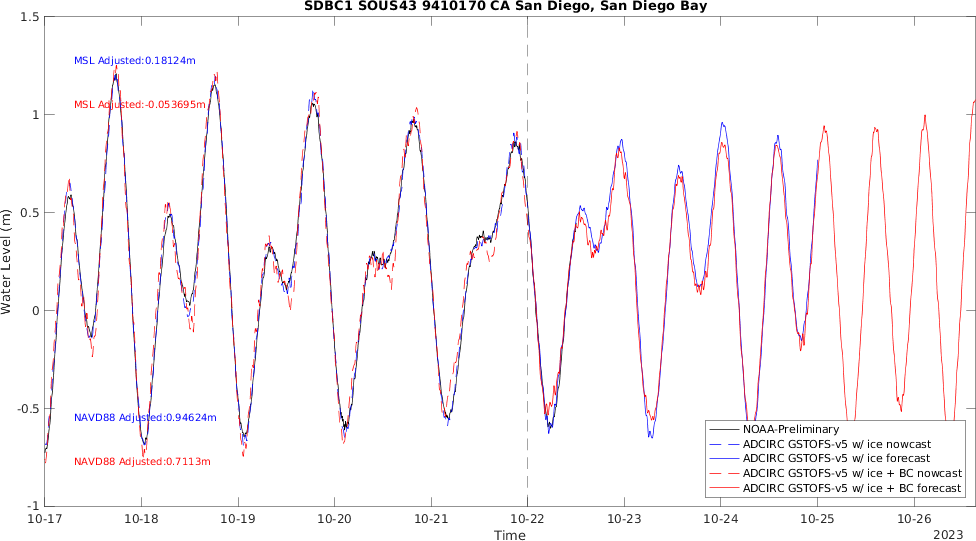 SDBC1 SOUS43 9410170 CA San Diego, San Diego Bay
1.5
1
0.5
0
-0.5
-1
Water Level (m)
MSL Adjusted:0.18124m
MSL Adjusted:-0.053695m
NAVD88 Adjusted:0.94624m
NAVD88 Adjusted:0.7113m
NOAA-Preliminary
ADCIRC GSTOFS-v5 w/ ice nowcast
ADCIRC GSTOFS-v5 w/ ice forecast
ADCIRC GSTOFS-v5 w/ ice + BC nowcast
ADCIRC GSTOFS-v5 w/ ice + BC forecast
10-17 10-18 10-19 10-20 10-21 10-22 10-23 10-24 10-25 10-26
Time
2023